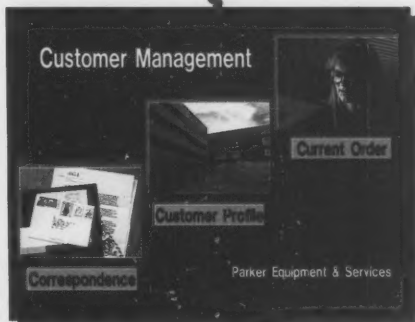 Customer Management
Current Order
Customer Profile
Correspondence
Parker Equipment & Services